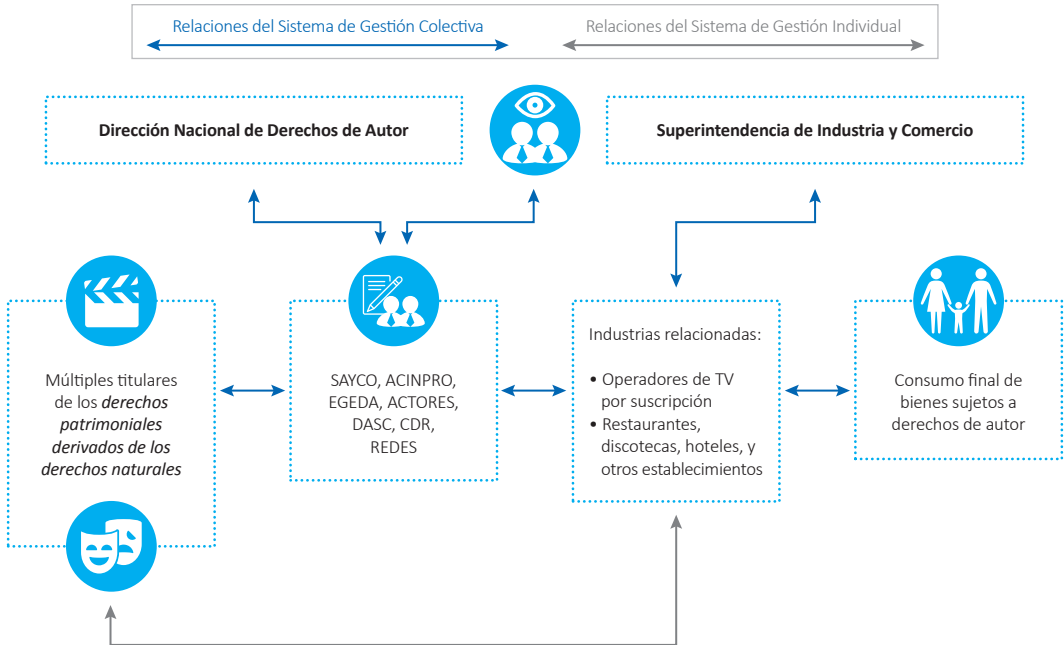 Relaciones del Sistema de Gestión Colectiva
Relaciones del Sistema de Gestión Individual
Dirección Nacional de Derechos de Autor
Superintendencia de Industria y Comercio
Múltiples titulares
de los derechos
patrimoniales
derivados de los
derechos naturales
SAYCO, ACINPRO,
EGEDA, ACTORES,
DASC, CDR,
REDES
Industrias relacionadas:
• Operadores de TV
por suscripción
• Restaurantes,
discotecas, hoteles, y
otros establecimientos
Consumo final de
bienes sujetos a
derechos de autor